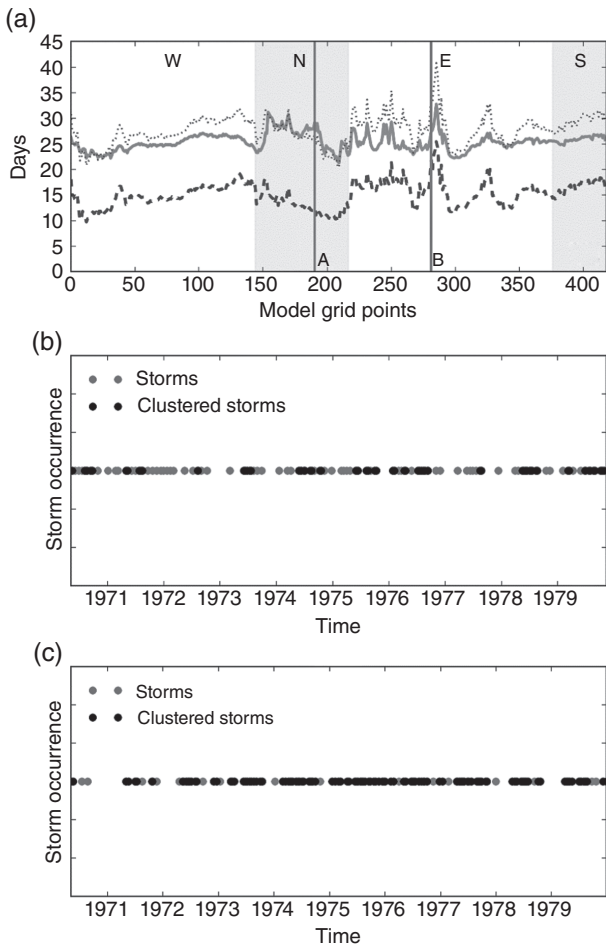 (a)
45
40
35
30
25
20
15
10
5
0
Days
W
N
E
S
A
B
0 50 100 150 200 250 300 350 400
Model grid points
(b)
Storms
Clustered storms
Storm occurrence
1971 1972 1973 1974 1975 1976 1977 1978 1979
Time
(c)
Storms
Clustered storms
Storm occurrence
1971 1972 1973 1974 1975 1976 1977 1978 1979
Time